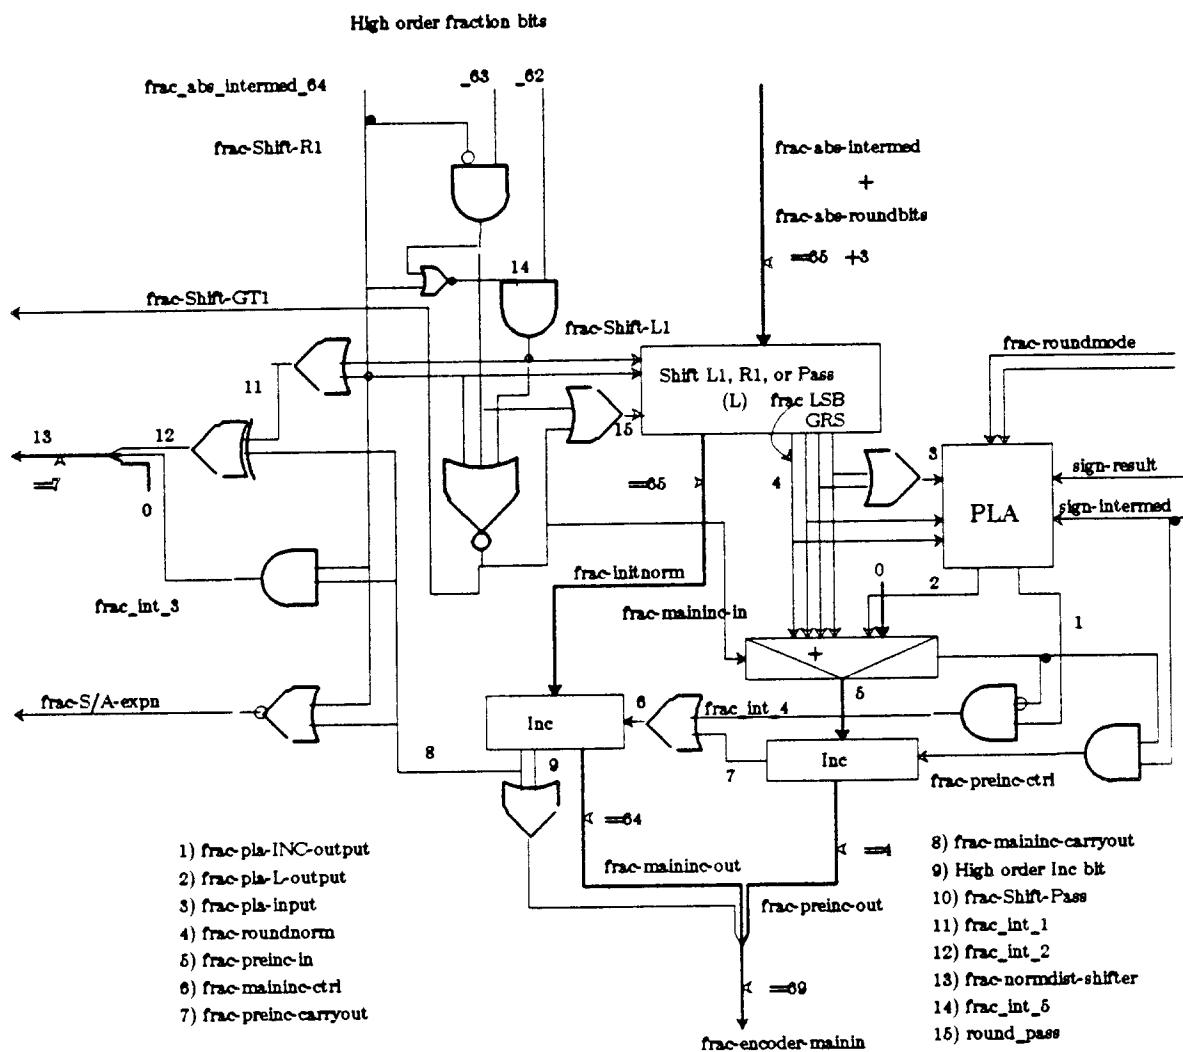 High order fraction bits
frac_abs_intermed_64
_63
_62
frac-Shift-R1
frac-abs-intermed
+
frac-abs-roundbits
==65 +3
14
frac-Shift-GT1
frac-Shift-L1
frac-roundmode
11
Shift L1, R1, or Pass
(L) frac LSB
GRS
15
13
12
==7
0
==65
4
3
sign-result
PLA
sign-intermed
frac-initnorm
0
2
frac_int_3
frac-maininc-in
1
+
frac-S/A-expn
5
6
frac_int_4
Inc
8
9
7
Inc
frac-preinc-ctrl
==64
==4
1) frac-pla-INC-output
2) frac-pla-L-output
3) frac-pla-input
4) frac-roundnorm
5) frac-preinc-in
6) frac-maininc-ctrl
7) frac-preinc-carryout
frac-maininc-out
frac-preinc-out
==69
frac-encoder-mainin
8) frac-maininc-carryout
9) High order Inc bit
10) frac-Shift-Pass
11) frac_int_1
12) frac_int_2
13) frac-normdist-shifter
14) frac_int_5
15) round_pass